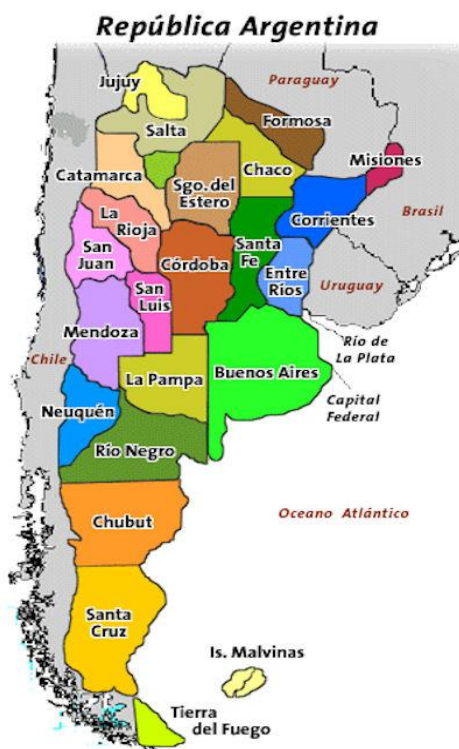 República Argentina
Jujuy
Paraguay
Formosa
Salta
Misiones
Chaco
Catamarca
Sgo. del
Estero
Brasil
La
Rioja
Corrientes
San
Juan
Santa
Fe
Córdoba
Entre
Ríos
San
Luis
Uruguay
Mendoza
Río de
La Plata
Chile
La Pampa
Buenos Aires
Capital
Federal
Neuquén
Río Negro
Chubut
Oceano Atlántico
Santa
Cruz
Is. Malvinas
Tierra
del Fuego